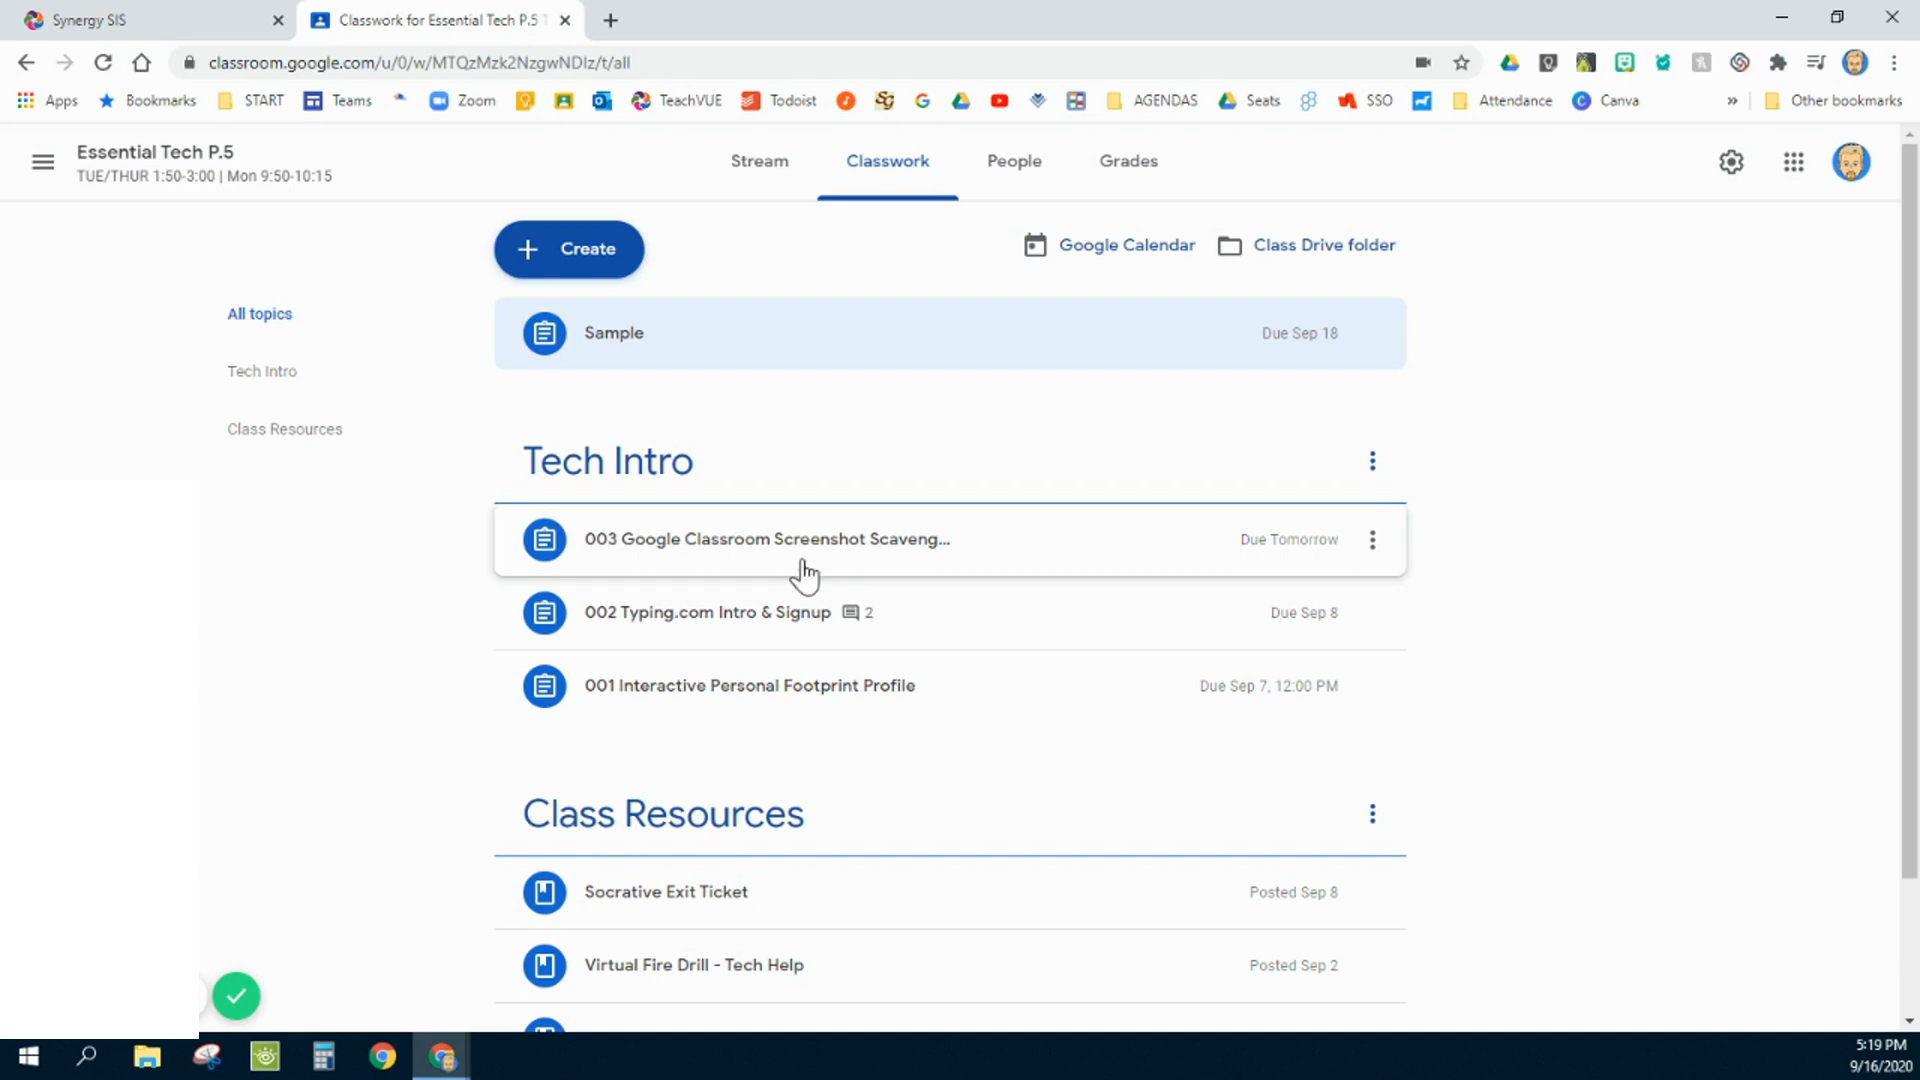 Synergy SIS
Classwork for Essential Tech P.5 T
classroom.google.com/u/0/w/MTQzMzk2NzgwNDIz/t/all
Apps Bookmarks START Teams Zoom TeachVUE Todoist AGENDAS Seats SSO Attendance Canva » Other bookmarks
Essential Tech P.5
TUE/THUR 1:50-3:00 | Mon 9:50-10:15
Stream Classwork People Grades
Create
Google Calendar Class Drive folder
All topics
Tech Intro
Class Resources
Sample Due Sep 18
Tech Intro
003 Google Classroom Screenshot Scaveng... Due Tomorrow
002 Typing.com Intro & Signup 2 Due Sep 8
001 Interactive Personal Footprint Profile Due Sep 7, 12:00 PM
Class Resources
Socrative Exit Ticket Posted Sep 8
Virtual Fire Drill - Tech Help Posted Sep 2
5:19 PM
9/16/2020